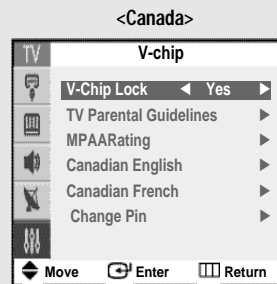 <Canada>
TV V-chip
V-Chip Lock ◀ Yes ▶
TV Parental Guidelines ▶
MPAARating ▶
Canadian English ▶
Canadian French ▶
Change Pin ▶
Move Enter Return